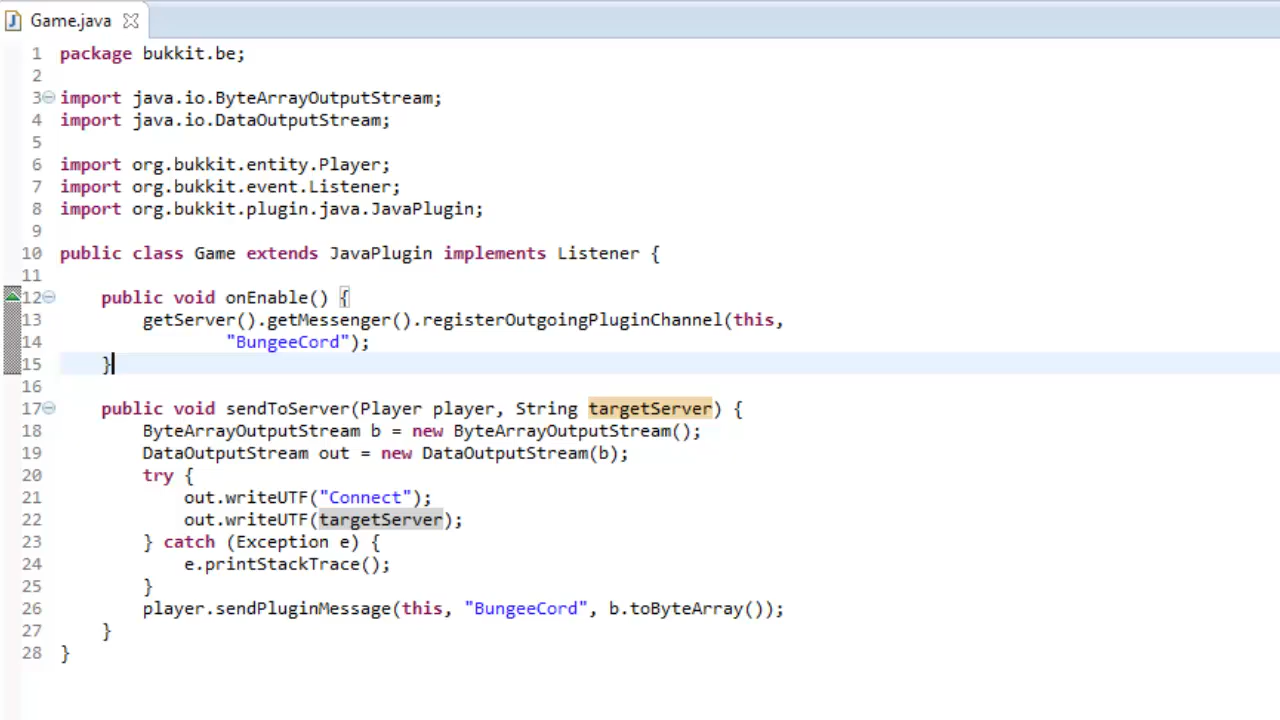 Game.java
1 package bukkit.be;
2
3 import java.io.ByteArrayOutputStream;
4 import java.io.DataOutputStream;
5
6 import org.bukkit.entity.Player;
7 import org.bukkit.event.Listener;
8 import org.bukkit.plugin.java.JavaPlugin;
9
10 public class Game extends JavaPlugin implements Listener {
11
12     public void onEnable() {
13         getServer().getMessenger().registerOutgoingPluginChannel(this,
14                 "BungeeCord");
15     }
16
17     public void sendToServer(Player player, String targetServer) {
18         ByteArrayOutputStream b = new ByteArrayOutputStream();
19         DataOutputStream out = new DataOutputStream(b);
20         try {
21             out.writeUTF("Connect");
22             out.writeUTF(targetServer);
23         } catch (Exception e) {
24             e.printStackTrace();
25         }
26         player.sendPluginMessage(this, "BungeeCord", b.toByteArray());
27     }
28 }